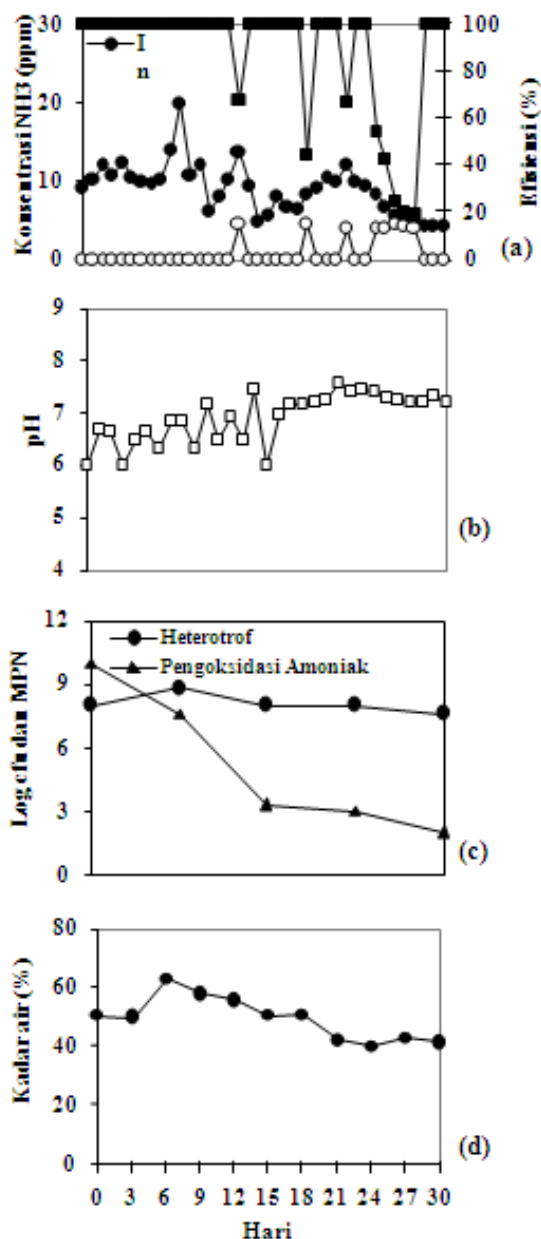 Konsentrasi NH3 (ppm)
30
20
10
0
In
100
80
60
40
20
0
Efisiensi (%)
(a)
pH
9
8
7
6
5
4
(b)
Log cfu dan MPN
12
9
6
3
0
Heterotrof
Pengoksidasi Amoniak
(c)
Kadar air (%)
80
60
40
20
0
(d)
0 3 6 9 12 15 18 21 24 27 30
Hari